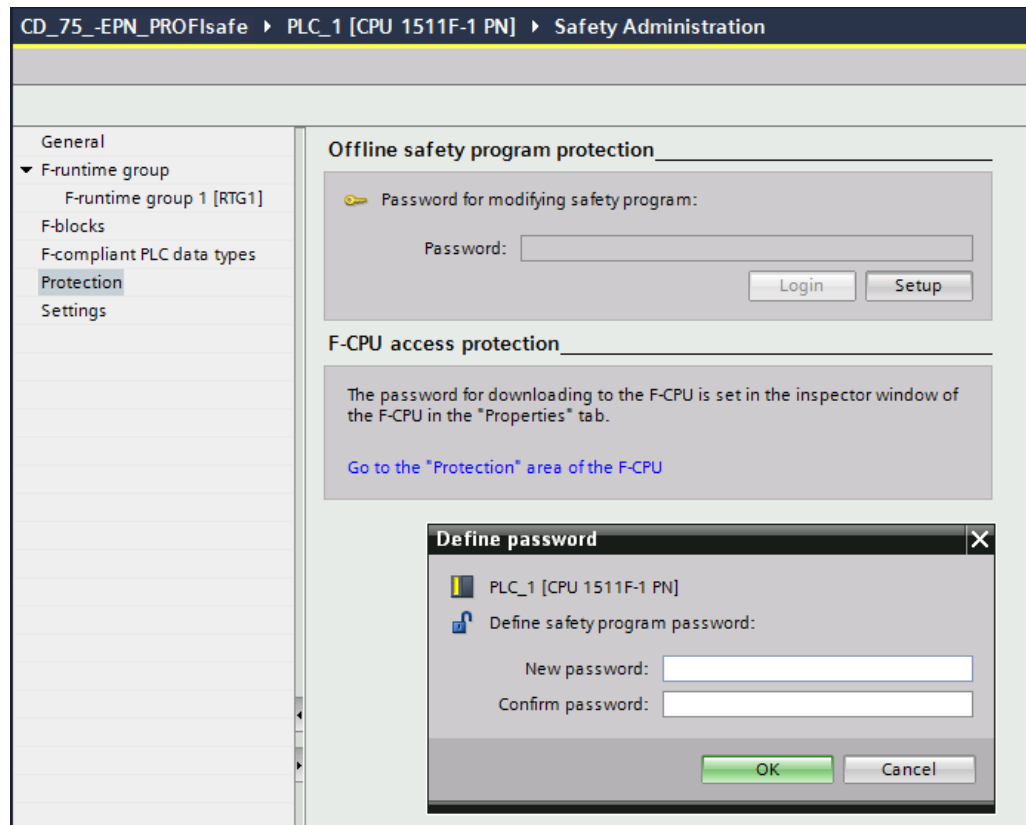 CD_75_-EPN_PROFIsafe ▸ PLC_1 [CPU 1511F-1 PN] ▸ Safety Administration
General
F-runtime group
F-runtime group 1 [RTG1]
F-blocks
F-compliant PLC data types
Protection
Settings
Offline safety program protection
Password for modifying safety program:
Password:
Login
Setup
F-CPU access protection
The password for downloading to the F-CPU is set in the inspector window of
the F-CPU in the "Properties" tab.
Go to the "Protection" area of the F-CPU
Define password
PLC_1 [CPU 1511F-1 PN]
Define safety program password:
New password:
Confirm password:
OK
Cancel